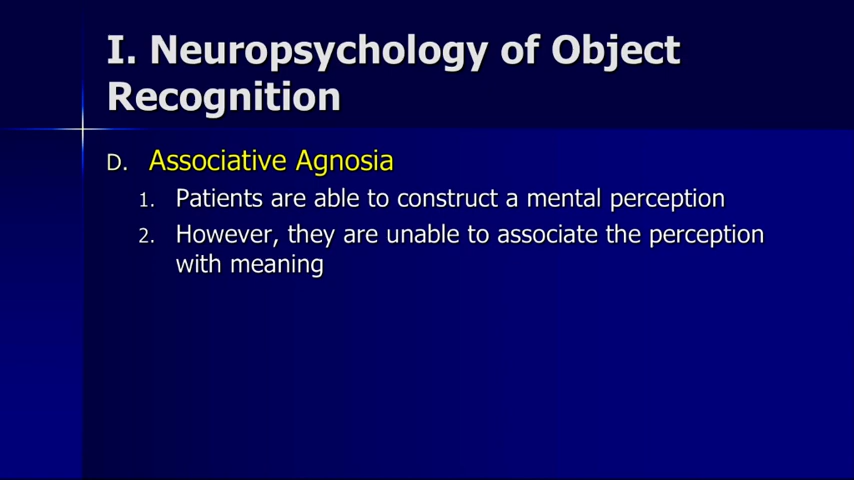 I. Neuropsychology of Object
Recognition
D. Associative Agnosia
1. Patients are able to construct a mental perception
2. However, they are unable to associate the perception
with meaning